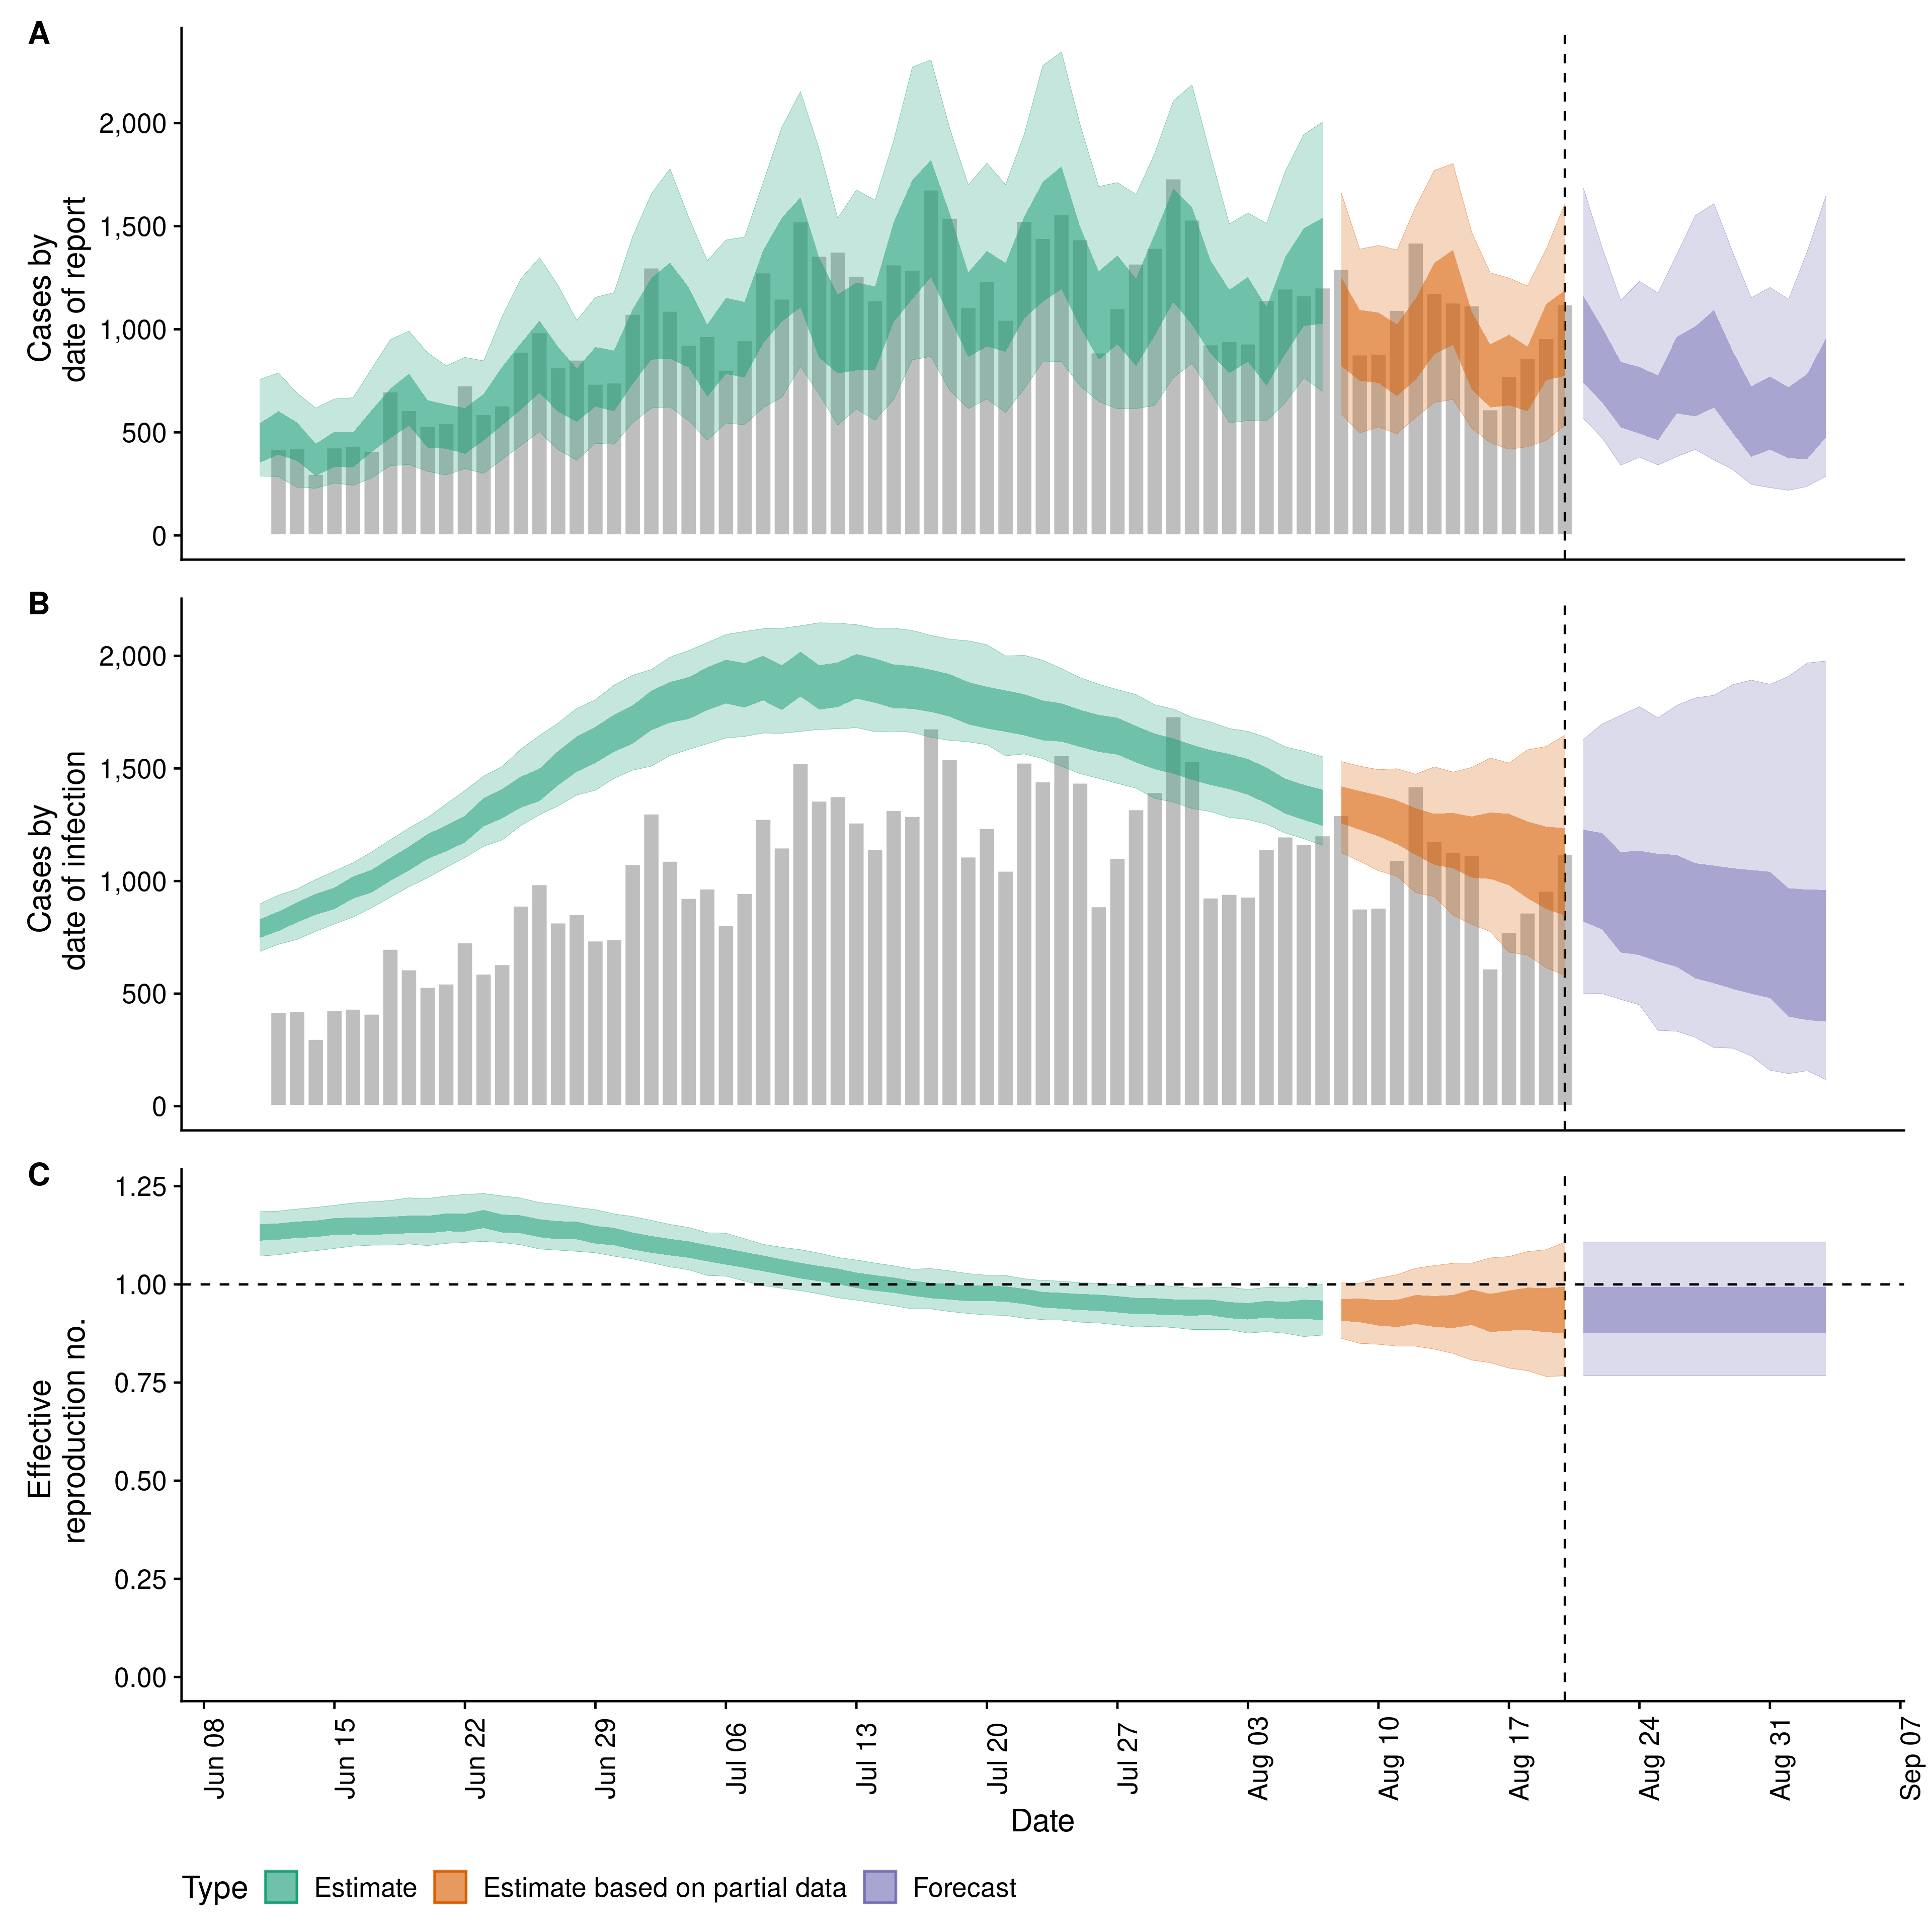 A
Cases by
date of report
2,000
1,500
1,000
500
0
B
Cases by
date of infection
2,000
1,500
1,000
500
0
C
Effective
reproduction no.
1.25
1.00
0.75
0.50
0.25
0.00
Jun 08
Jun 15
Jun 22
Jun 29
Jul 06
Jul 13
Jul 20
Jul 27
Aug 03
Aug 10
Aug 17
Aug 24
Aug 31
Sep 07
Date
Type Estimate Estimate based on partial data Forecast